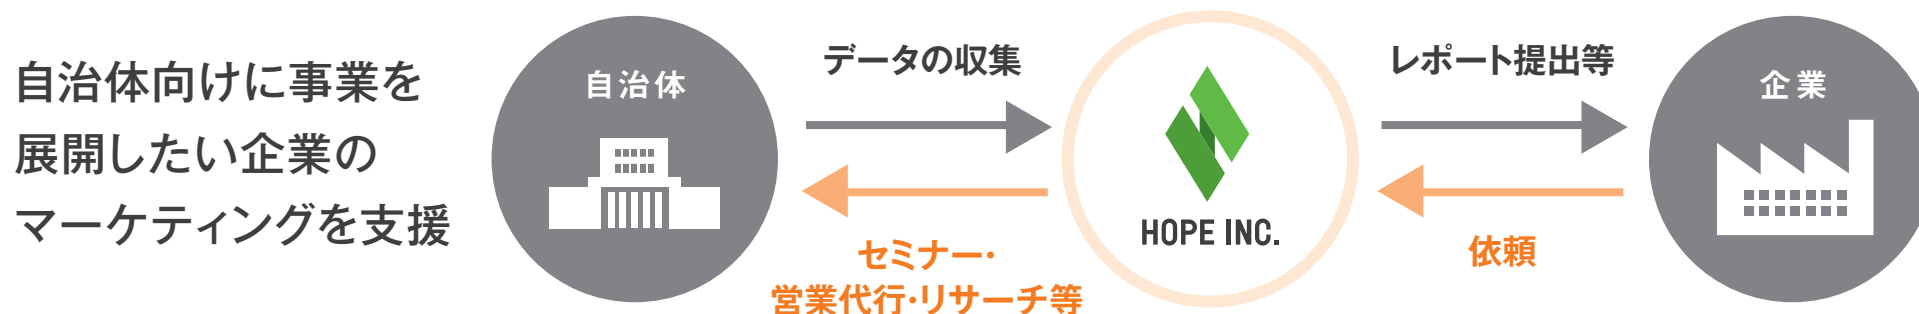 自治体向けに事業を
展開したい企業の
マーケティングを支援
自治体
データの収集
セミナー・
営業代行・リサーチ等
HOPE INC.
レポート提出等
依頼
企業